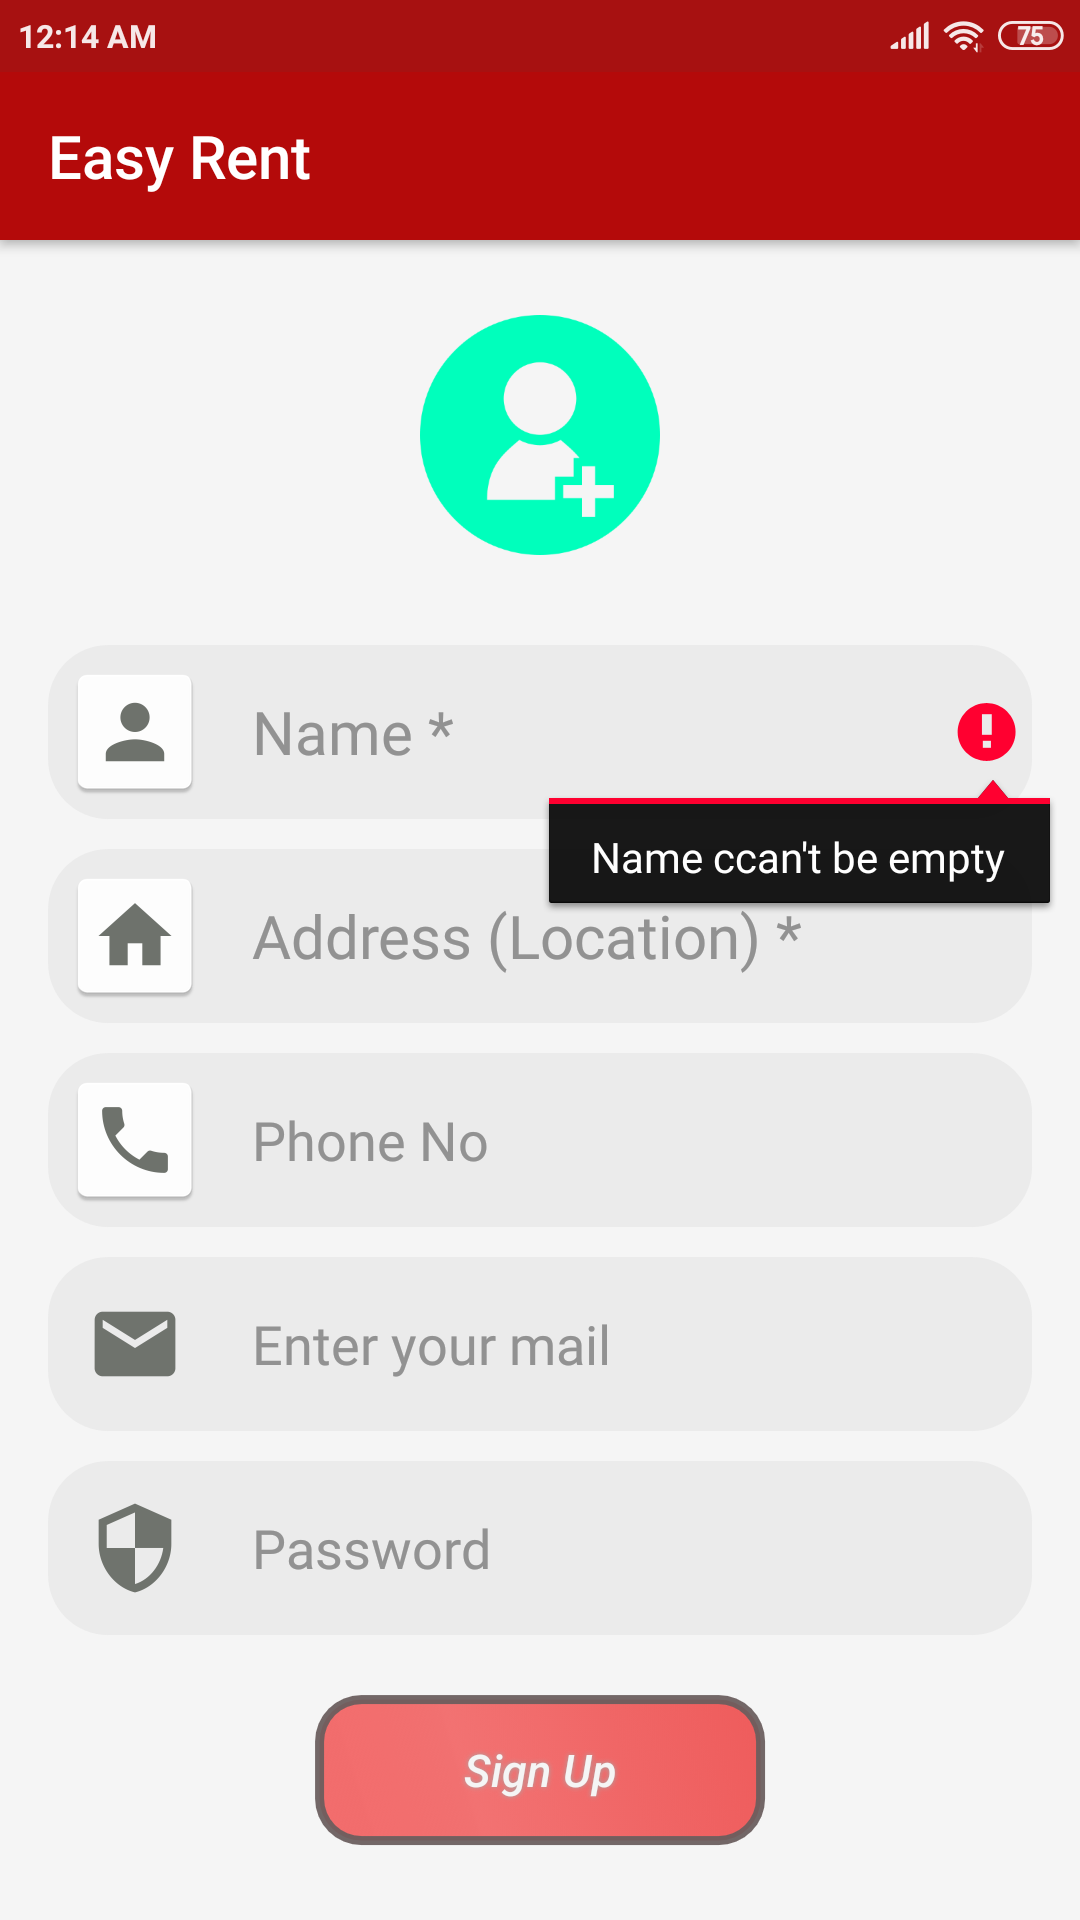 12:14 AM
75
Easy Rent
Name *
Name ccan't be empty
Address (Location) *
Phone No
Enter your mail
Password
Sign Up